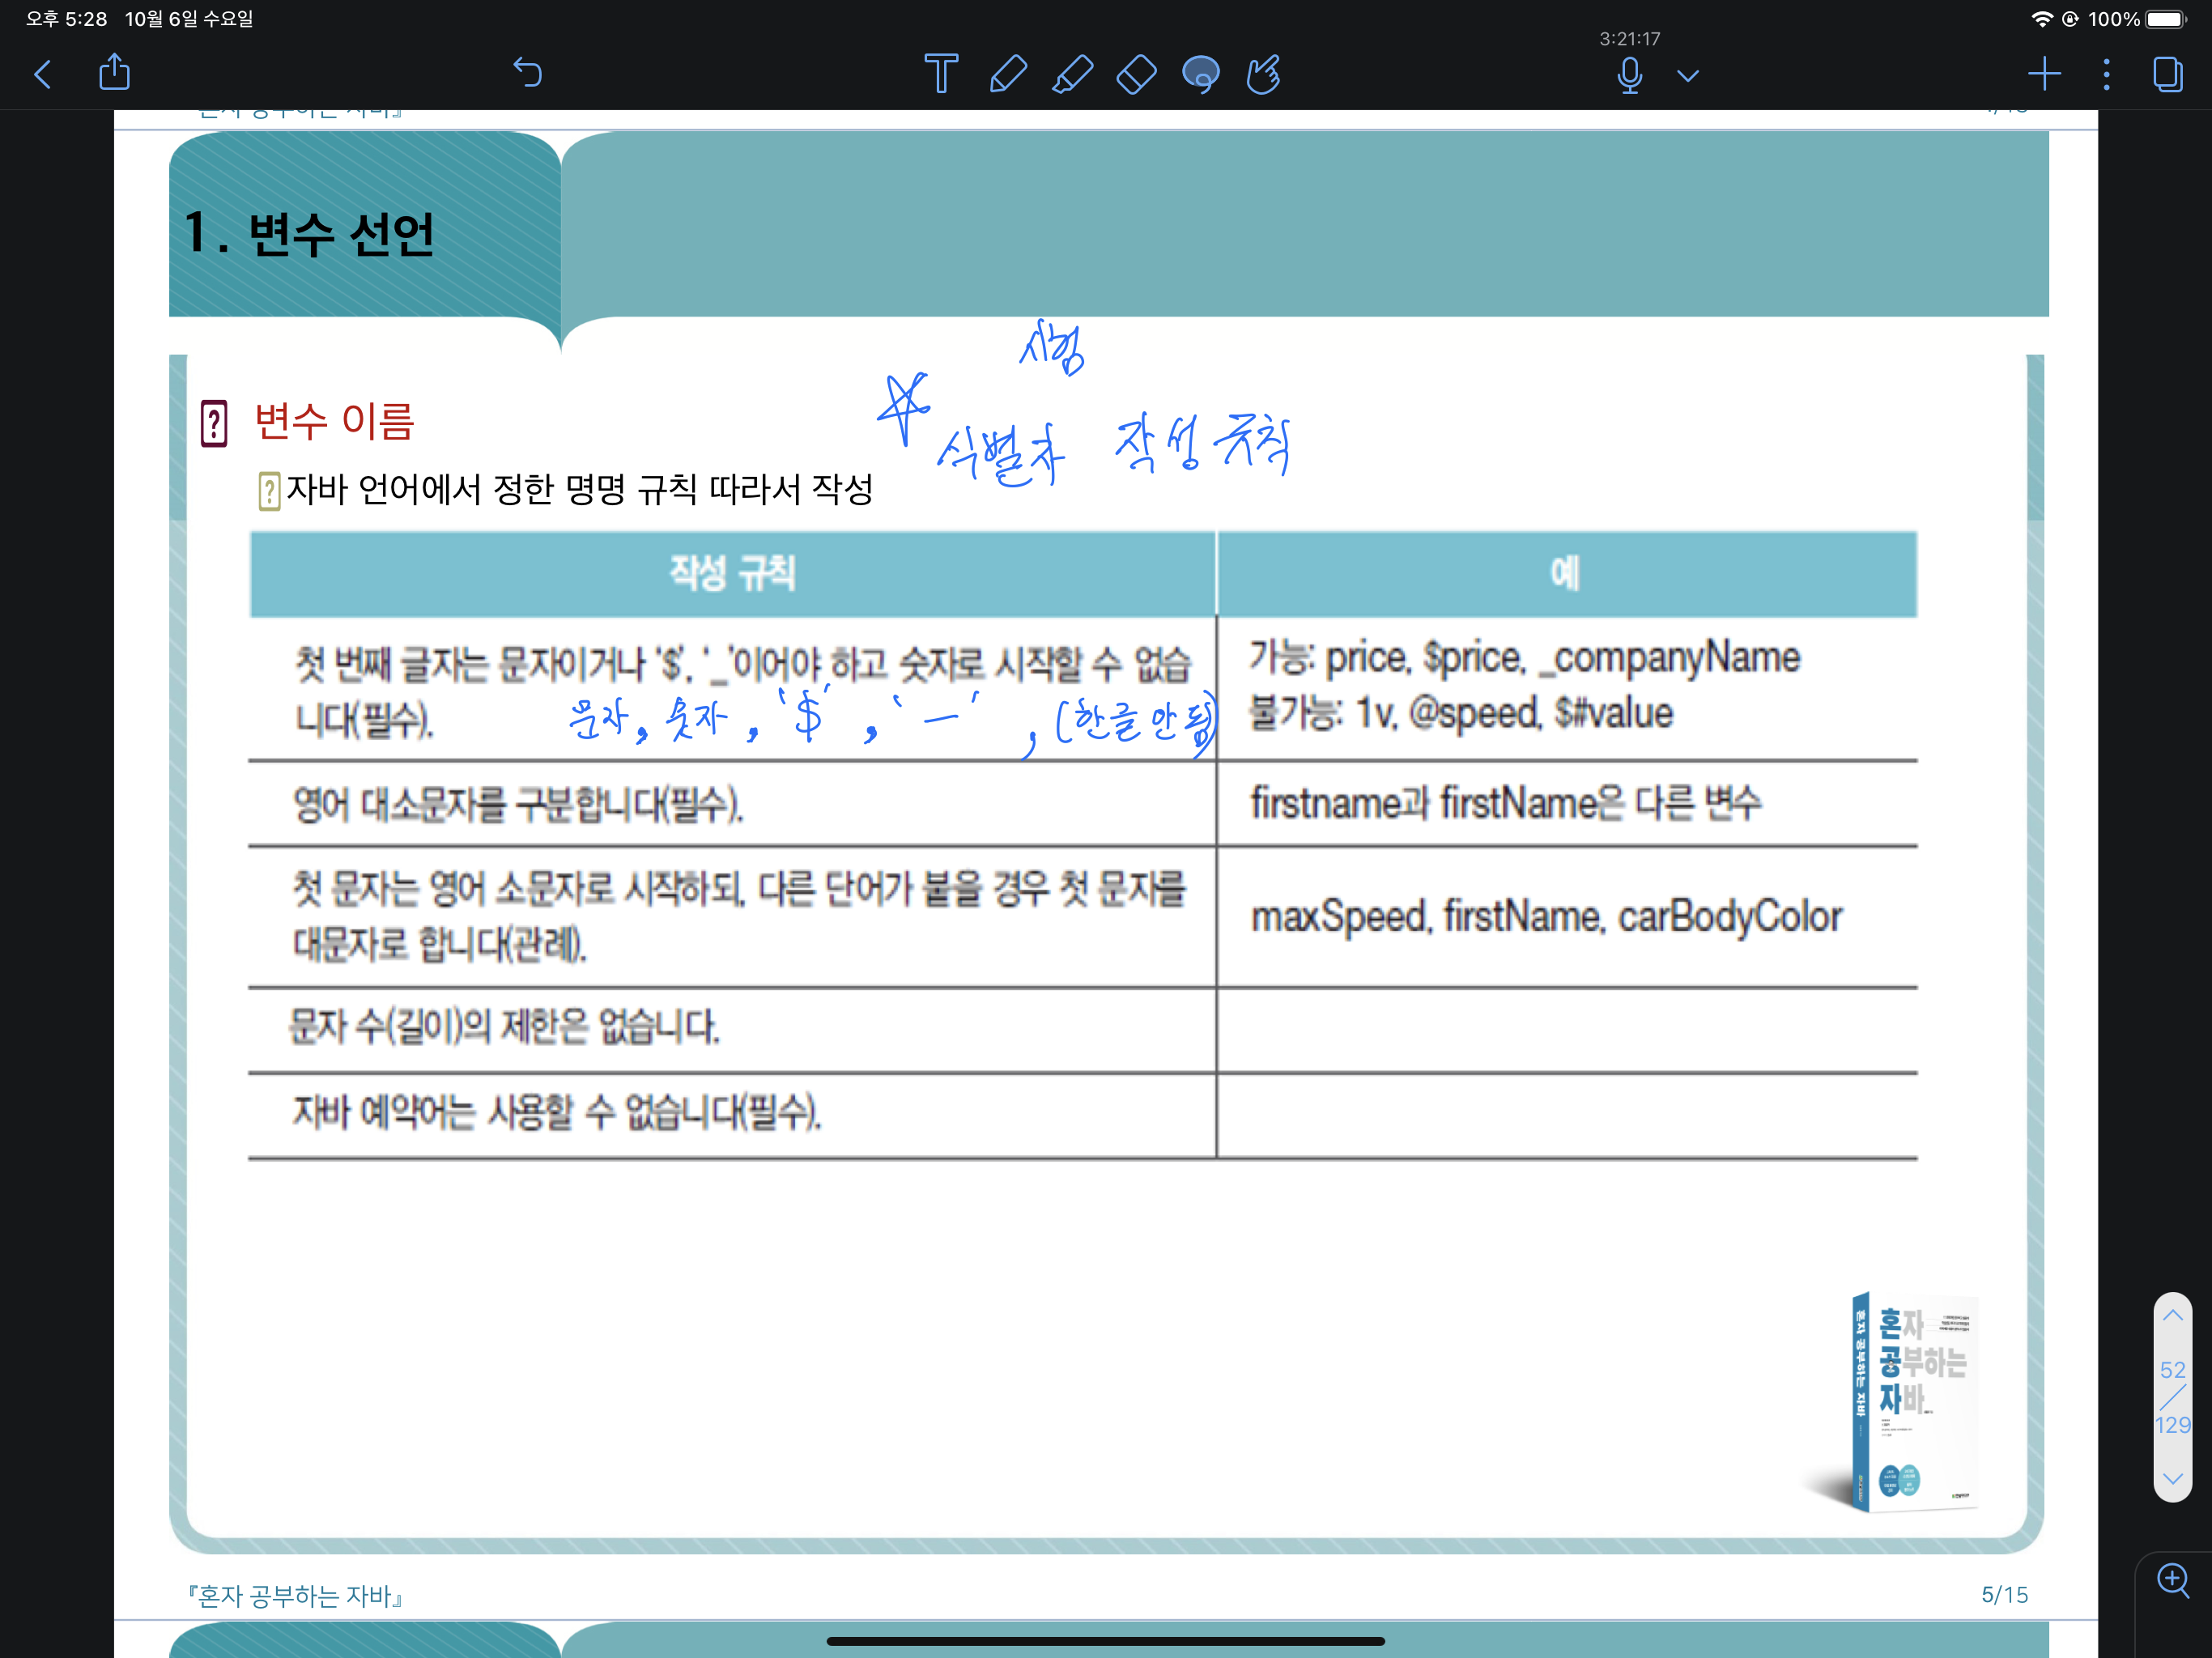 오후 5:28 10월 6일 수요일
100%
3:21:17
1. 변수 선언
시험
변수 이름
식별자 작성 규칙
자바 언어에서 정한 명명 규칙 따라서 작성
작성 규칙
예
첫 번째 글자는 문자이거나 '$', '_'이어야 하고 숫자로 시작할 수 없습
니다(필수).
문자, 숫자, '$', '_', (한글 안됨)
가능: price, $price, _companyName
불가능: 1v, @speed, $#value
영어 대소문자를 구분합니다(필수).
firstname과 firstName은 다른 변수
첫 문자는 영어 소문자로 시작하되, 다른 단어가 붙을 경우 첫 문자를
대문자로 합니다(관례).
maxSpeed, firstName, carBodyColor
문자 수(길이)의 제한은 없습니다.
자바 예약어는 사용할 수 없습니다(필수).
혼자 공부하는 자바
혼자
공부하는
자바
52
129
『혼자 공부하는 자바』
5/15